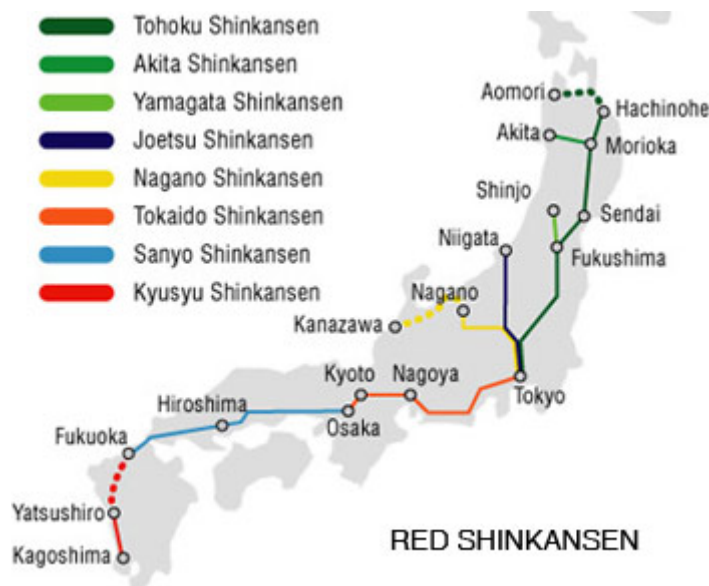 Tohoku Shinkansen
Akita Shinkansen
Yamagata Shinkansen
Joetsu Shinkansen
Nagano Shinkansen
Tokaido Shinkansen
Sanyo Shinkansen
Kyusyu Shinkansen
Aomori
Hachinohe
Akita
Morioka
Shinjo
Sendai
Niigata
Fukushima
Nagano
Kanazawa
Tokyo
Kyoto
Nagoya
Hiroshima
Osaka
Fukuoka
Yatsushiro
Kagoshima
RED SHINKANSEN